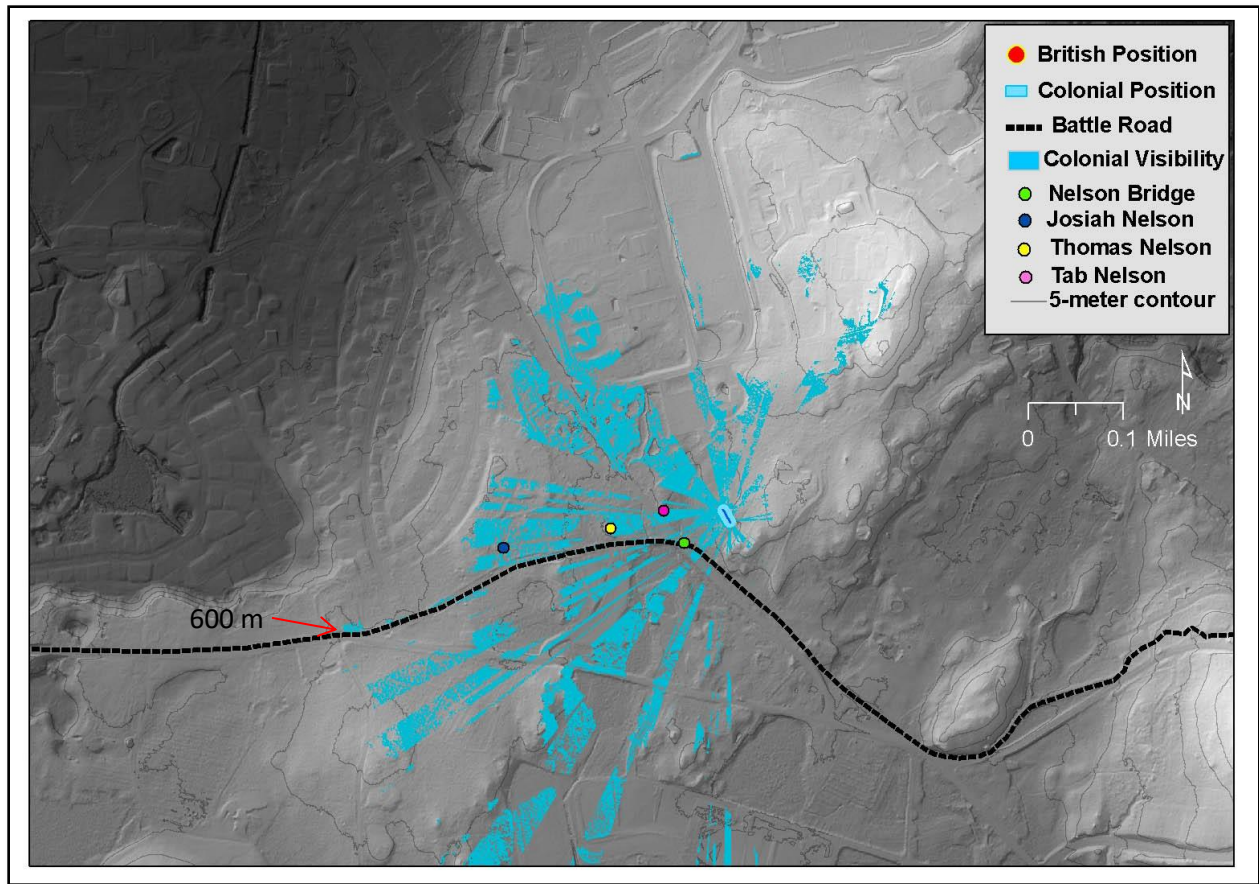 British Position
Colonial Position
Battle Road
Colonial Visibility
Nelson Bridge
Josiah Nelson
Thomas Nelson
Tab Nelson
5-meter contour
N
0 0.1 Miles
600 m